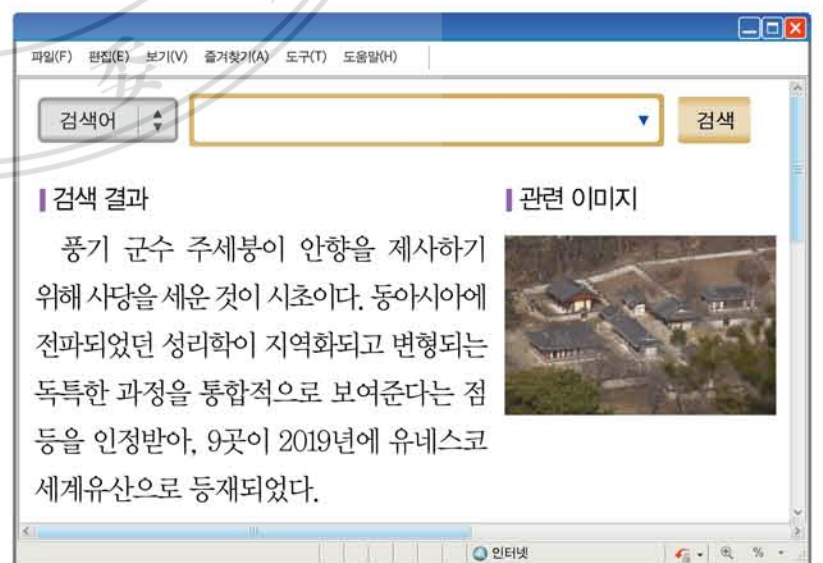 파일(F) 편집(E) 보기(V) 즐겨찾기(A) 도구(T) 도움말(H)
검색어 검색
검색 결과
풍기 군수 주세붕이 안향을 제사하기
위해 사당을 세운 것이 시초이다. 동아시아에
전파되었던 성리학이 지역화되고 변형되는
독특한 과정을 통합적으로 보여준다는 점
등을 인정받아, 9곳이 2019년에 유네스코
세계유산으로 등재되었다.
관련 이미지
인터넷 %